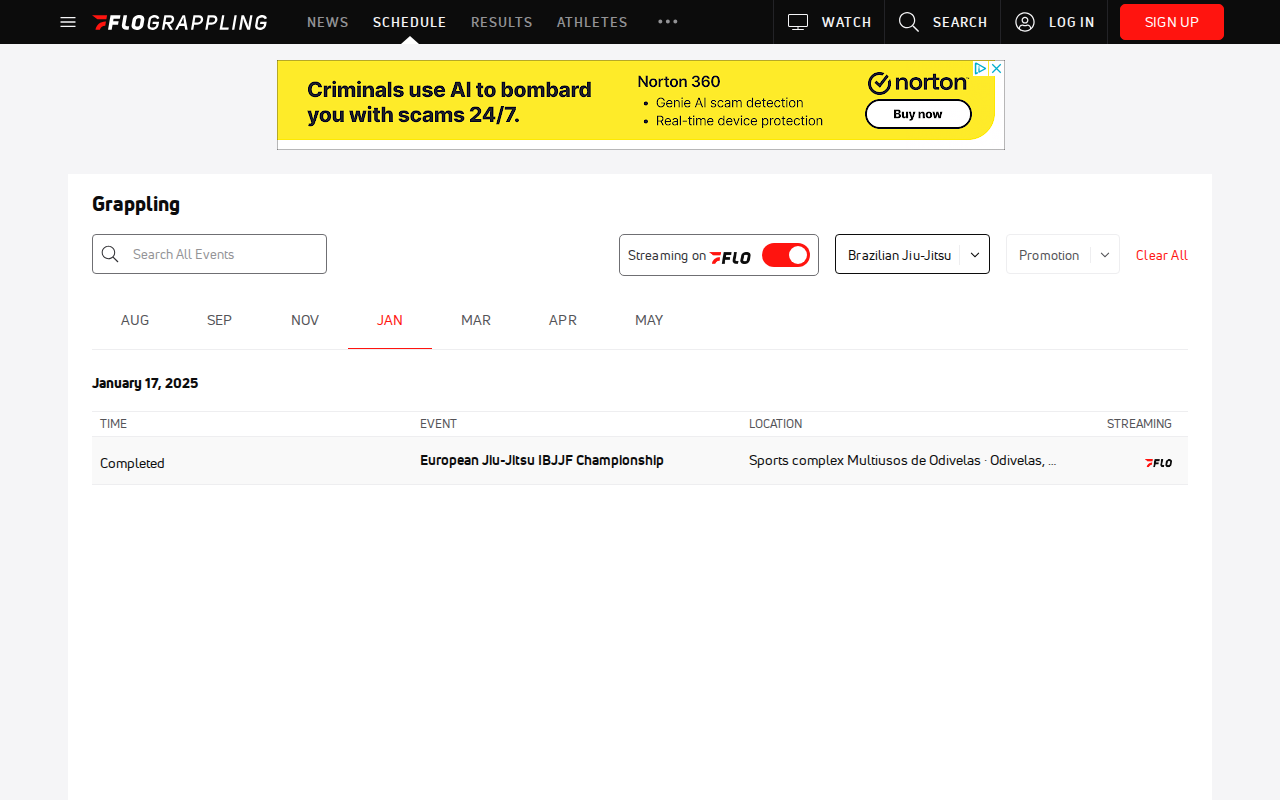 FLOGRAPPLING NEWS SCHEDULE RESULTS ATHLETES ••• WATCH SEARCH LOG IN SIGN UP
Criminals use AI to bombard
you with scams 24/7.
Norton 360
• Genie AI scam detection
• Real-time device protection
norton
Buy now
Grappling
Search All Events
Streaming on FLO
Brazilian Jiu-Jitsu
Promotion
Clear All
AUG SEP NOV JAN MAR APR MAY
January 17, 2025
TIME EVENT LOCATION STREAMING
Completed European Jiu-Jitsu IBJJF Championship Sports complex Multiusos de Odivelas · Odivelas, ... FLO